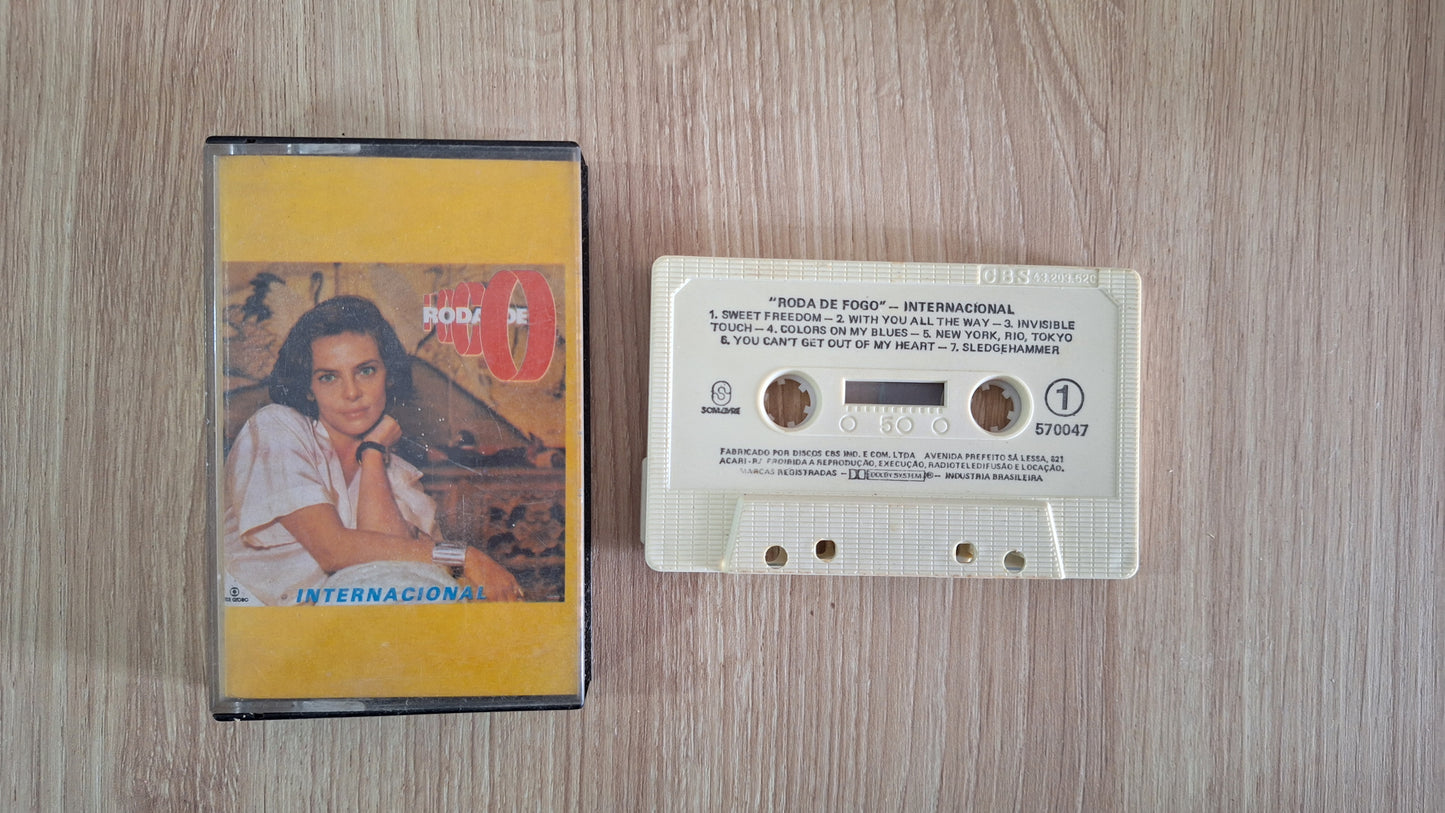 RODA DE
INTERNACIONAL
CBS 43.203.520
"RODA DE FOGO" — INTERNACIONAL
1. SWEET FREEDOM — 2. WITH YOU ALL THE WAY — 3. INVISIBLE
TOUCH — 4. COLORS ON MY BLUES — 5. NEW YORK, RIO, TOKYO
6. YOU CAN'T GET OUT OF MY HEART — 7. SLEDGEHAMMER
SOM LIVRE
1
50
570047
FABRICADO POR DISCOS CBS IND. E COM. LTDA AVENIDA PREFEITO SÁ LESSA, 621
ACARI - RJ PROIBIDA A REPRODUÇÃO, EXECUÇÃO, RADIOTELEDIFUSÃO E LOCAÇÃO.
MARCAS REGISTRADAS — DOLBY SYSTEM ® — INDUSTRIA BRASILEIRA